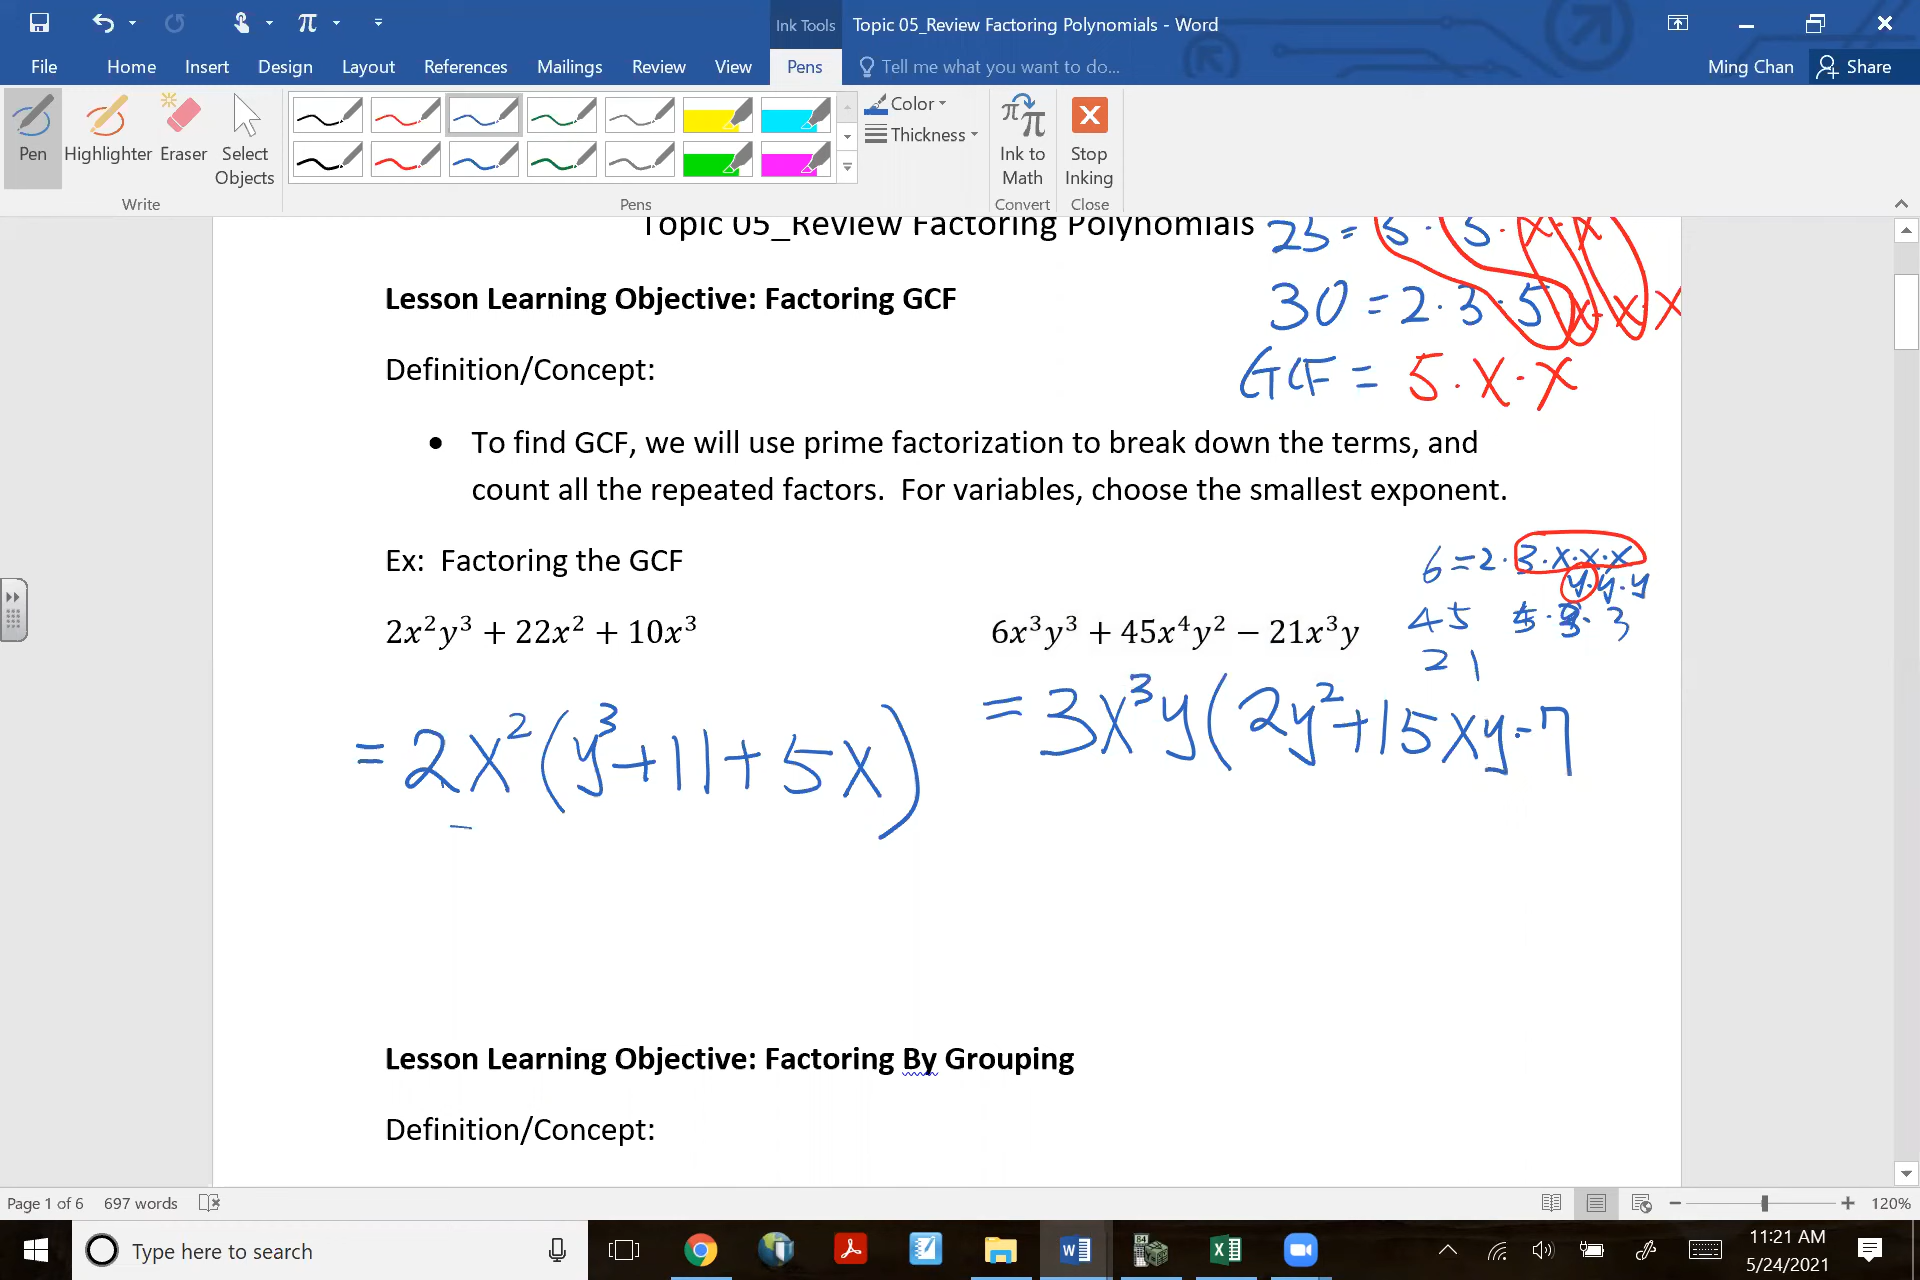 Ink Tools
Topic 05_Review Factoring Polynomials - Word
File Home Insert Design Layout References Mailings Review View Pens Tell me what you want to do... Ming Chan Share
Pen Highlighter Eraser Select Objects
Color
Thickness
Ink to Math
Stop Inking
Write Pens Convert Close
Topic 05_Review Factoring Polynomials
25 = 5 · 5 · x · x
Lesson Learning Objective: Factoring GCF
30 = 2 · 3 · 5 · x · x · x
Definition/Concept:
GCF = 5 · x · x
• To find GCF, we will use prime factorization to break down the terms, and
count all the repeated factors. For variables, choose the smallest exponent.
Ex: Factoring the GCF
6 = 2 · 3 · x · x · x
y · y · y
2x²y³ + 22x² + 10x³
6x³y³ + 45x⁴y² − 21x³y
45 5 · 3 · 3
21
= 2x² (y³ + 11 + 5x)
= 3x³y (2y² + 15xy - 7
Lesson Learning Objective: Factoring By Grouping
Definition/Concept:
Page 1 of 6 697 words 120%
Type here to search
84
11:21 AM
5/24/2021